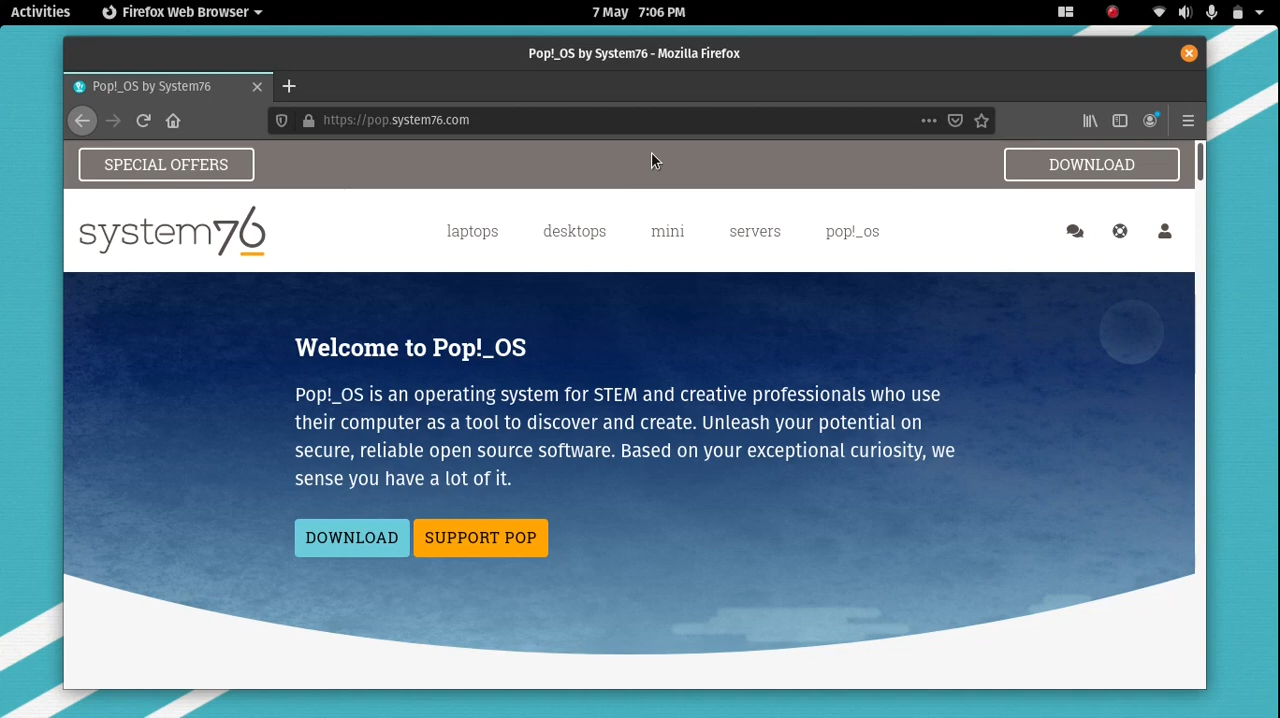 Activities Firefox Web Browser 7 May 7:06 PM
Pop!_OS by System76 - Mozilla Firefox
Pop!_OS by System76
https://pop.system76.com
SPECIAL OFFERS DOWNLOAD
system76 laptops desktops mini servers pop!_os
Welcome to Pop!_OS
Pop!_OS is an operating system for STEM and creative professionals who use
their computer as a tool to discover and create. Unleash your potential on
secure, reliable open source software. Based on your exceptional curiosity, we
sense you have a lot of it.
DOWNLOAD SUPPORT POP